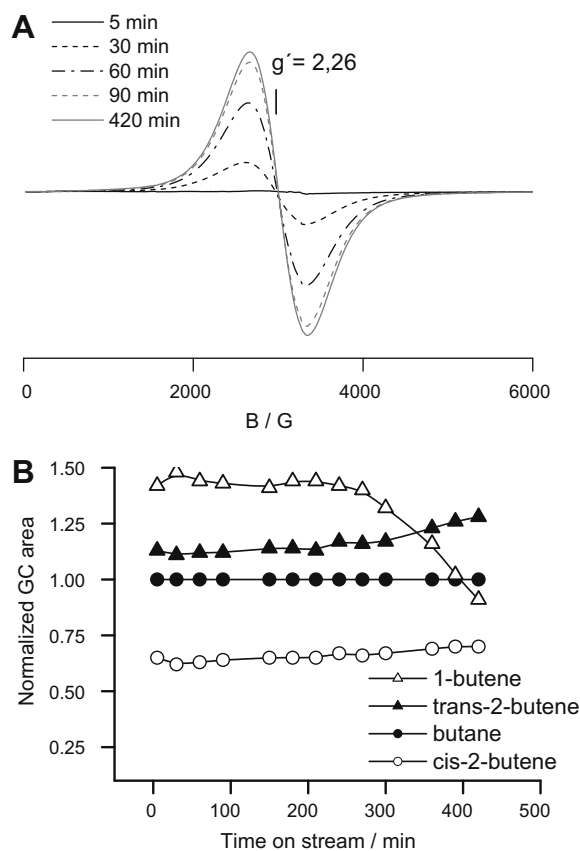 A
5 min
30 min
60 min
90 min
420 min
g´= 2,26
0 2000 4000 6000
B / G
B
Normalized GC area
1.50
1.25
1.00
0.75
0.50
0.25
1-butene
trans-2-butene
butane
cis-2-butene
0 100 200 300 400 500
Time on stream / min